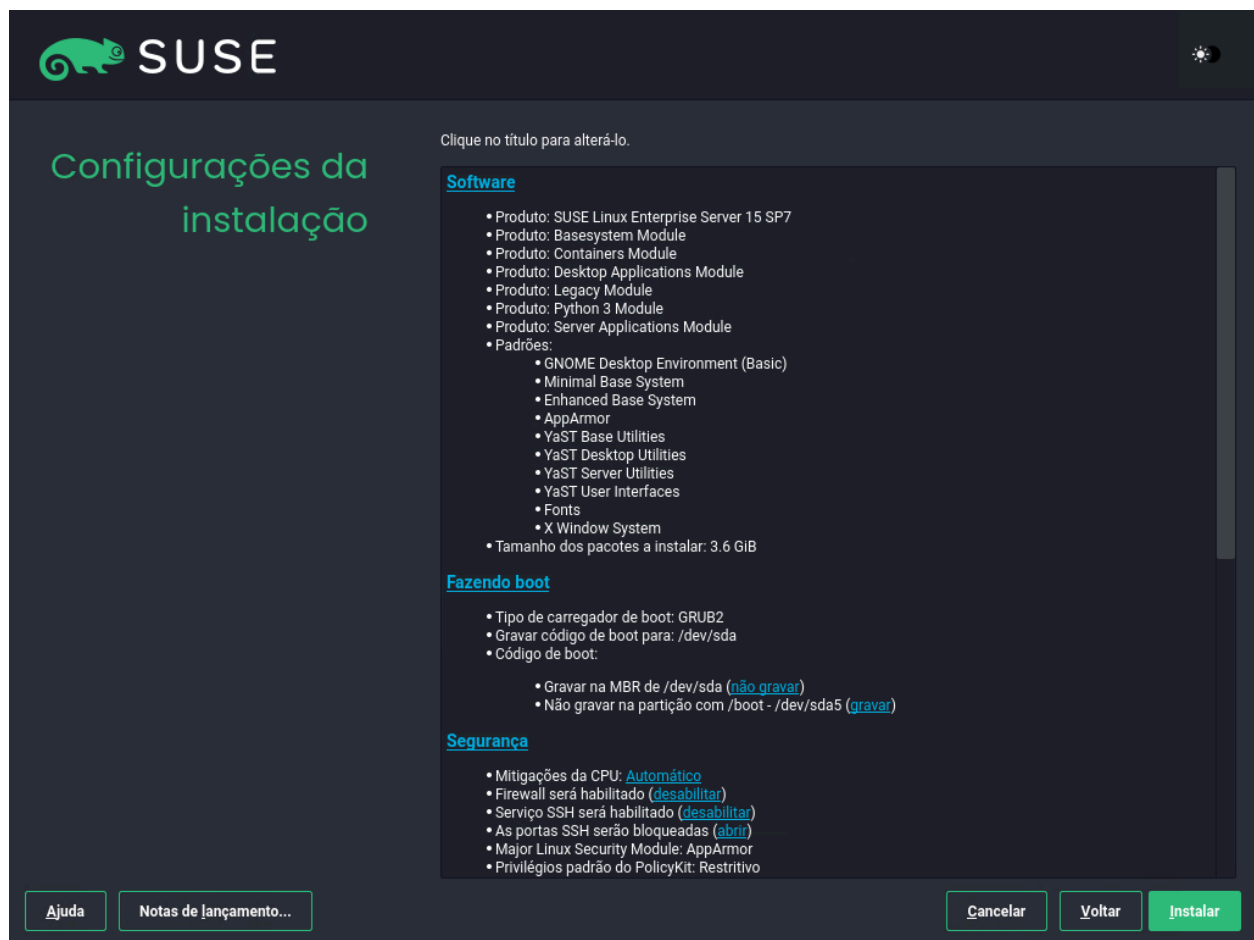 SUSE
Configurações da
instalação
Clique no título para alterá-lo.
Software
• Produto: SUSE Linux Enterprise Server 15 SP7
• Produto: Basesystem Module
• Produto: Containers Module
• Produto: Desktop Applications Module
• Produto: Legacy Module
• Produto: Python 3 Module
• Produto: Server Applications Module
• Padrões:
• GNOME Desktop Environment (Basic)
• Minimal Base System
• Enhanced Base System
• AppArmor
• YaST Base Utilities
• YaST Desktop Utilities
• YaST Server Utilities
• YaST User Interfaces
• Fonts
• X Window System
• Tamanho dos pacotes a instalar: 3.6 GiB
Fazendo boot
• Tipo de carregador de boot: GRUB2
• Gravar código de boot para: /dev/sda
• Código de boot:
• Gravar na MBR de /dev/sda (não gravar)
• Não gravar na partição com /boot - /dev/sda5 (gravar)
Segurança
• Mitigações da CPU: Automático
• Firewall será habilitado (desabilitar)
• Serviço SSH será habilitado (desabilitar)
• As portas SSH serão bloqueadas (abrir)
• Major Linux Security Module: AppArmor
• Privilégios padrão do PolicyKit: Restritivo
Ajuda
Notas de lançamento...
Cancelar
Voltar
Instalar